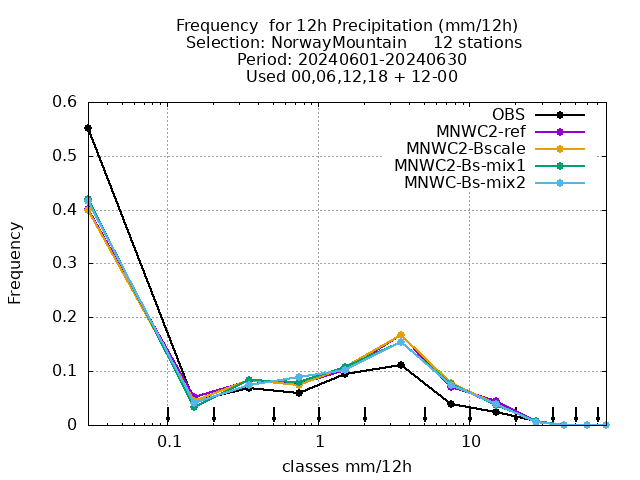 Frequency  for 12h Precipitation (mm/12h)
Selection: NorwayMountain     12 stations
Period: 20240601-20240630
Used 00,06,12,18 + 12-00
OBS
MNWC2-ref
MNWC2-Bscale
MNWC2-Bs-mix1
MNWC-Bs-mix2
Frequency
0.6
0.5
0.4
0.3
0.2
0.1
0
0.1
1
10
classes mm/12h